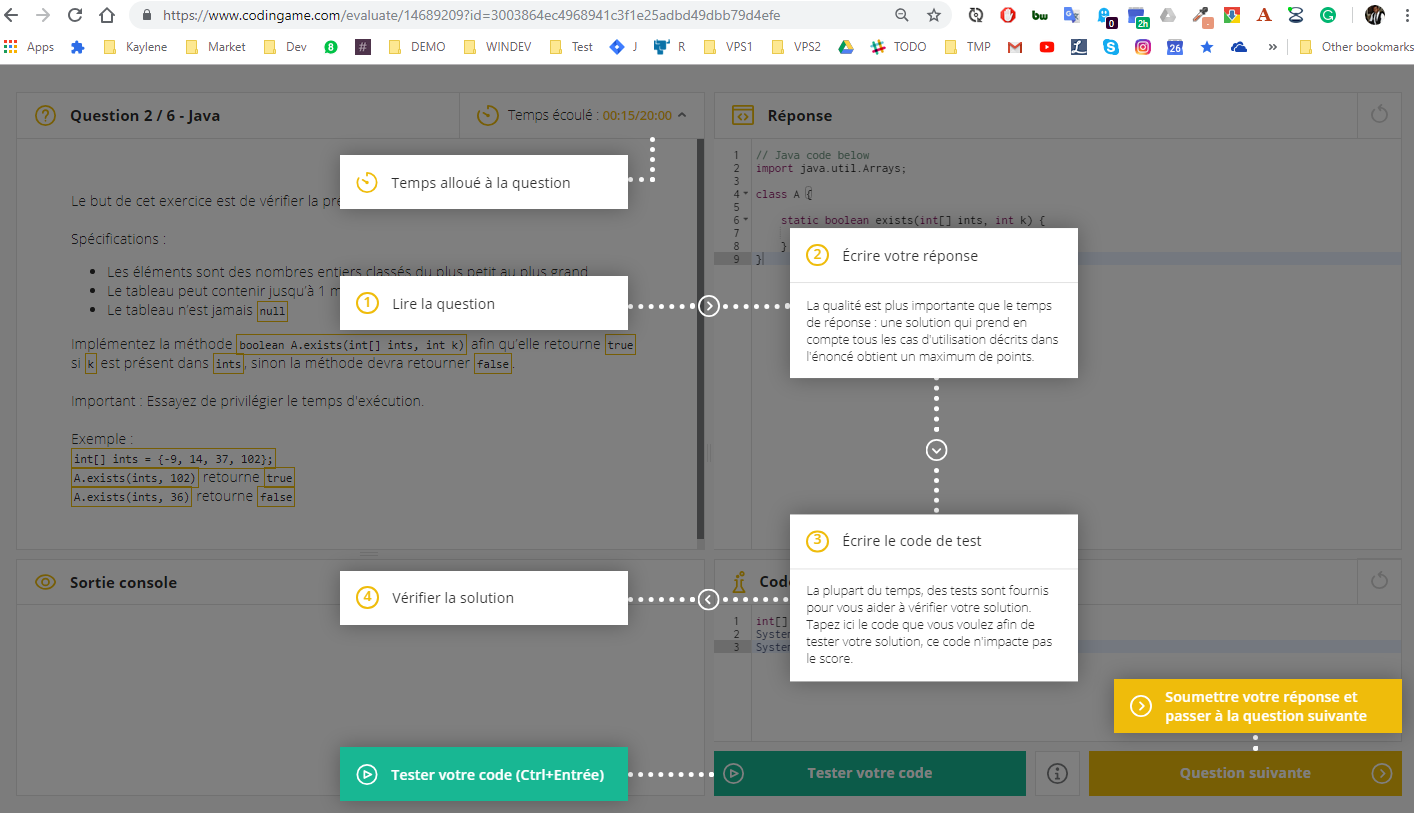 https://www.codingame.com/evaluate/14689209?id=3003864ec4968941c3f1e25adbd49dbb79d4efe
0
2h
Apps
Kaylene
Market
Dev
8
#
DEMO
WINDEV
Test
J
R
VPS1
VPS2
TODO
TMP
26
»
Other bookmarks
Question 2 / 6 - Java
Temps écoulé : 00:15/20:00
Temps alloué à la question
Le but de cet exercice est de vérifier la pré
Spécifications :
• Les éléments sont des nombres entiers classés du plus petit au plus grand
• Le tableau peut contenir jusqu'à 1 m
• Le tableau n'est jamais null
1 Lire la question
Implémentez la méthode boolean A.exists(int[] ints, int k) afin qu'elle retourne true
si k est présent dans ints, sinon la méthode devra retourner false.
Important : Essayez de privilégier le temps d'exécution.
Exemple :
int[] ints = {-9, 14, 37, 102};
A.exists(ints, 102) retourne true
A.exists(ints, 36) retourne false
Réponse
1 // Java code below
2 import java.util.Arrays;
3
4 class A {
5
6 static boolean exists(int[] ints, int k) {
7
8 }
9 }
2 Écrire votre réponse
La qualité est plus importante que le temps
de réponse : une solution qui prend en
compte tous les cas d'utilisation décrits dans
l'énoncé obtient un maximum de points.
3 Écrire le code de test
La plupart du temps, des tests sont fournis
pour vous aider à vérifier votre solution.
Tapez ici le code que vous voulez afin de
tester votre solution, ce code n'impacte pas
le score.
Sortie console
4 Vérifier la solution
Cod
1 int[]
2 System
3 System
Soumettre votre réponse et
passer à la question suivante
Tester votre code (Ctrl+Entrée)
Tester votre code
Question suivante